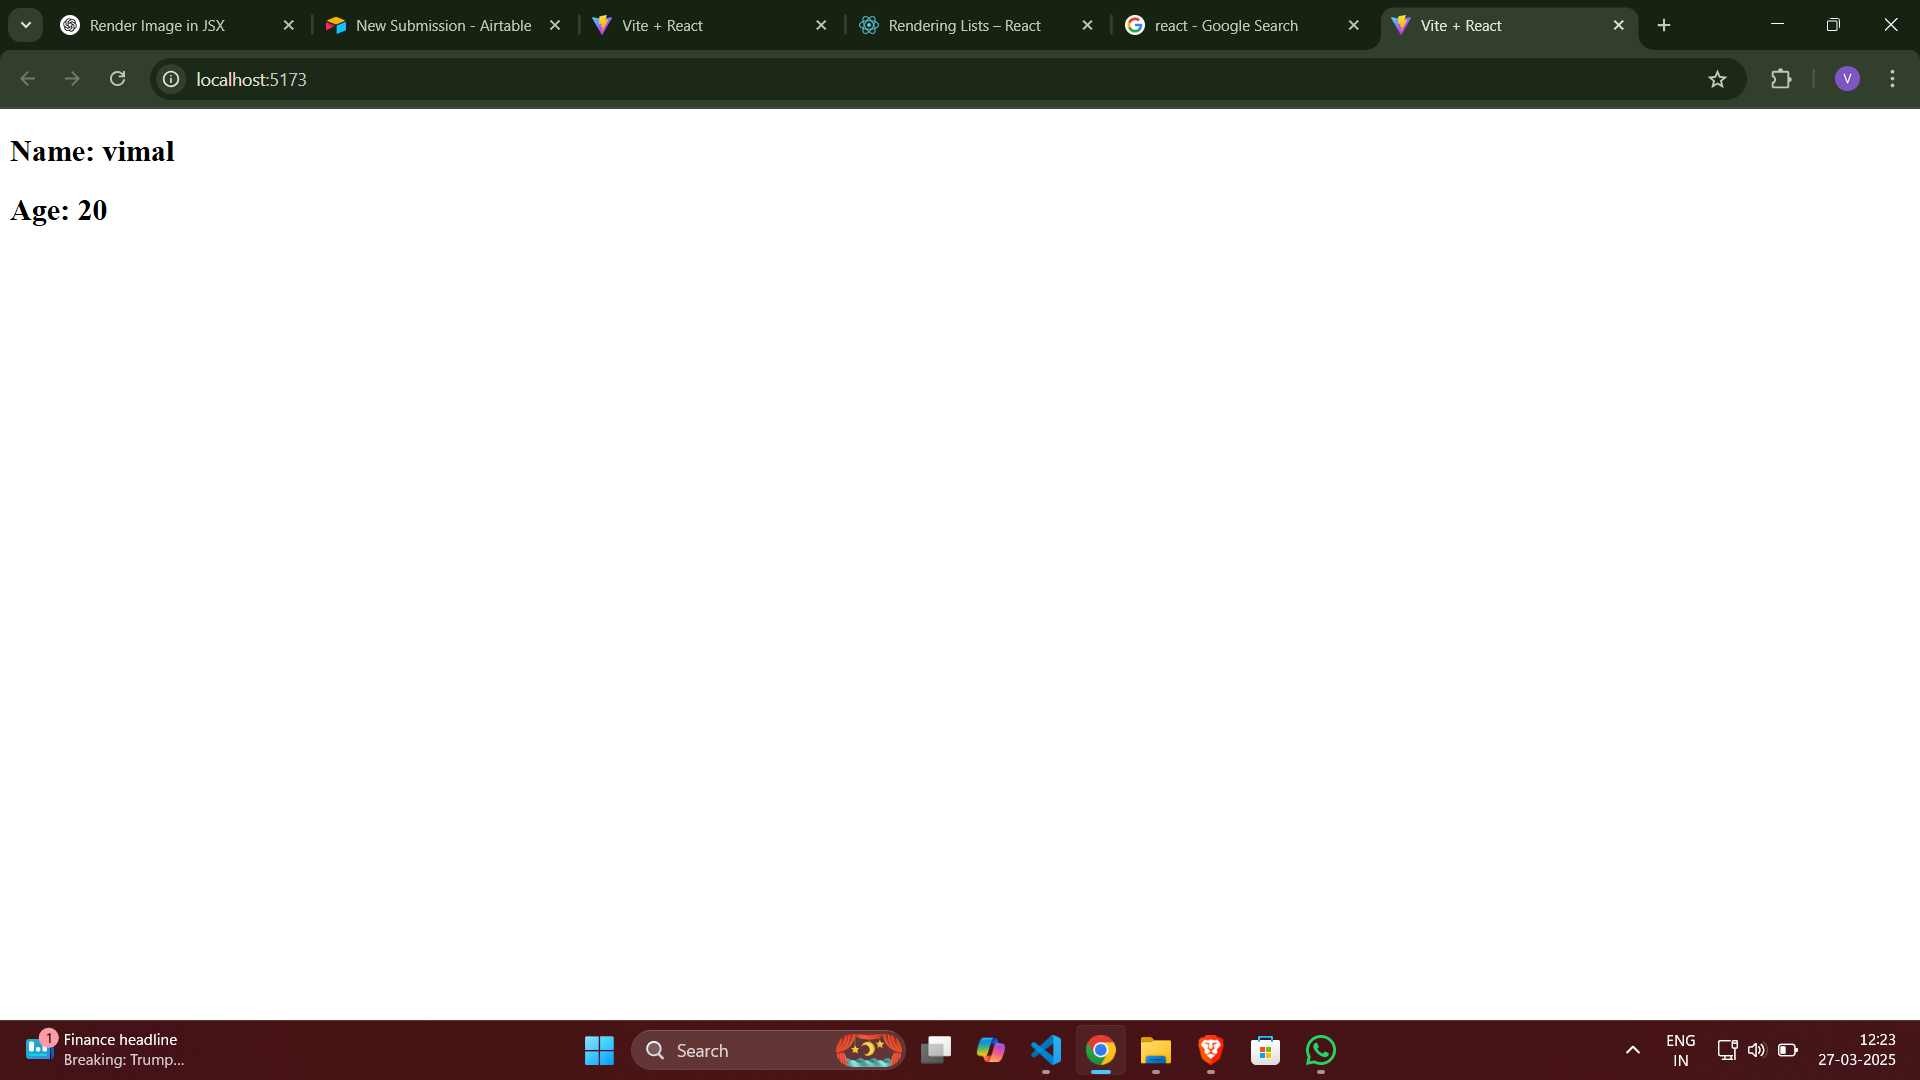 Render Image in JSX
New Submission - Airtable
Vite + React
Rendering Lists – React
react - Google Search
Vite + React
localhost:5173
V
Name: vimal
Age: 20
1
Finance headline
Breaking: Trump...
Search
ENG
IN
12:23
27-03-2025